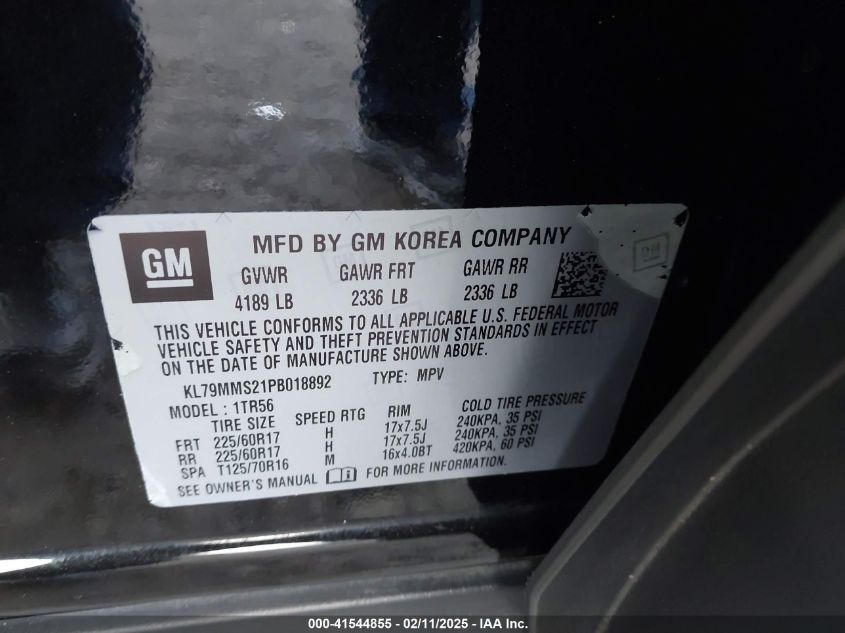 GM
MFD BY GM KOREA COMPANY
GVWR GAWR FRT GAWR RR
4189 LB 2336 LB 2336 LB
THIS VEHICLE CONFORMS TO ALL APPLICABLE U.S. FEDERAL MOTOR
VEHICLE SAFETY AND THEFT PREVENTION STANDARDS IN EFFECT
ON THE DATE OF MANUFACTURE SHOWN ABOVE.
KL79MMS21PB018892 TYPE: MPV
MODEL: 1TR56
TIRE SIZE SPEED RTG RIM COLD TIRE PRESSURE
FRT 225/60R17 H 17x7.5J 240KPA, 35 PSI
RR 225/60R17 H 17x7.5J 240KPA, 35 PSI
SPA T125/70R16 M 16x4.0BT 420KPA, 60 PSI
SEE OWNER'S MANUAL FOR MORE INFORMATION.
000-41544855 - 02/11/2025 - IAA Inc.